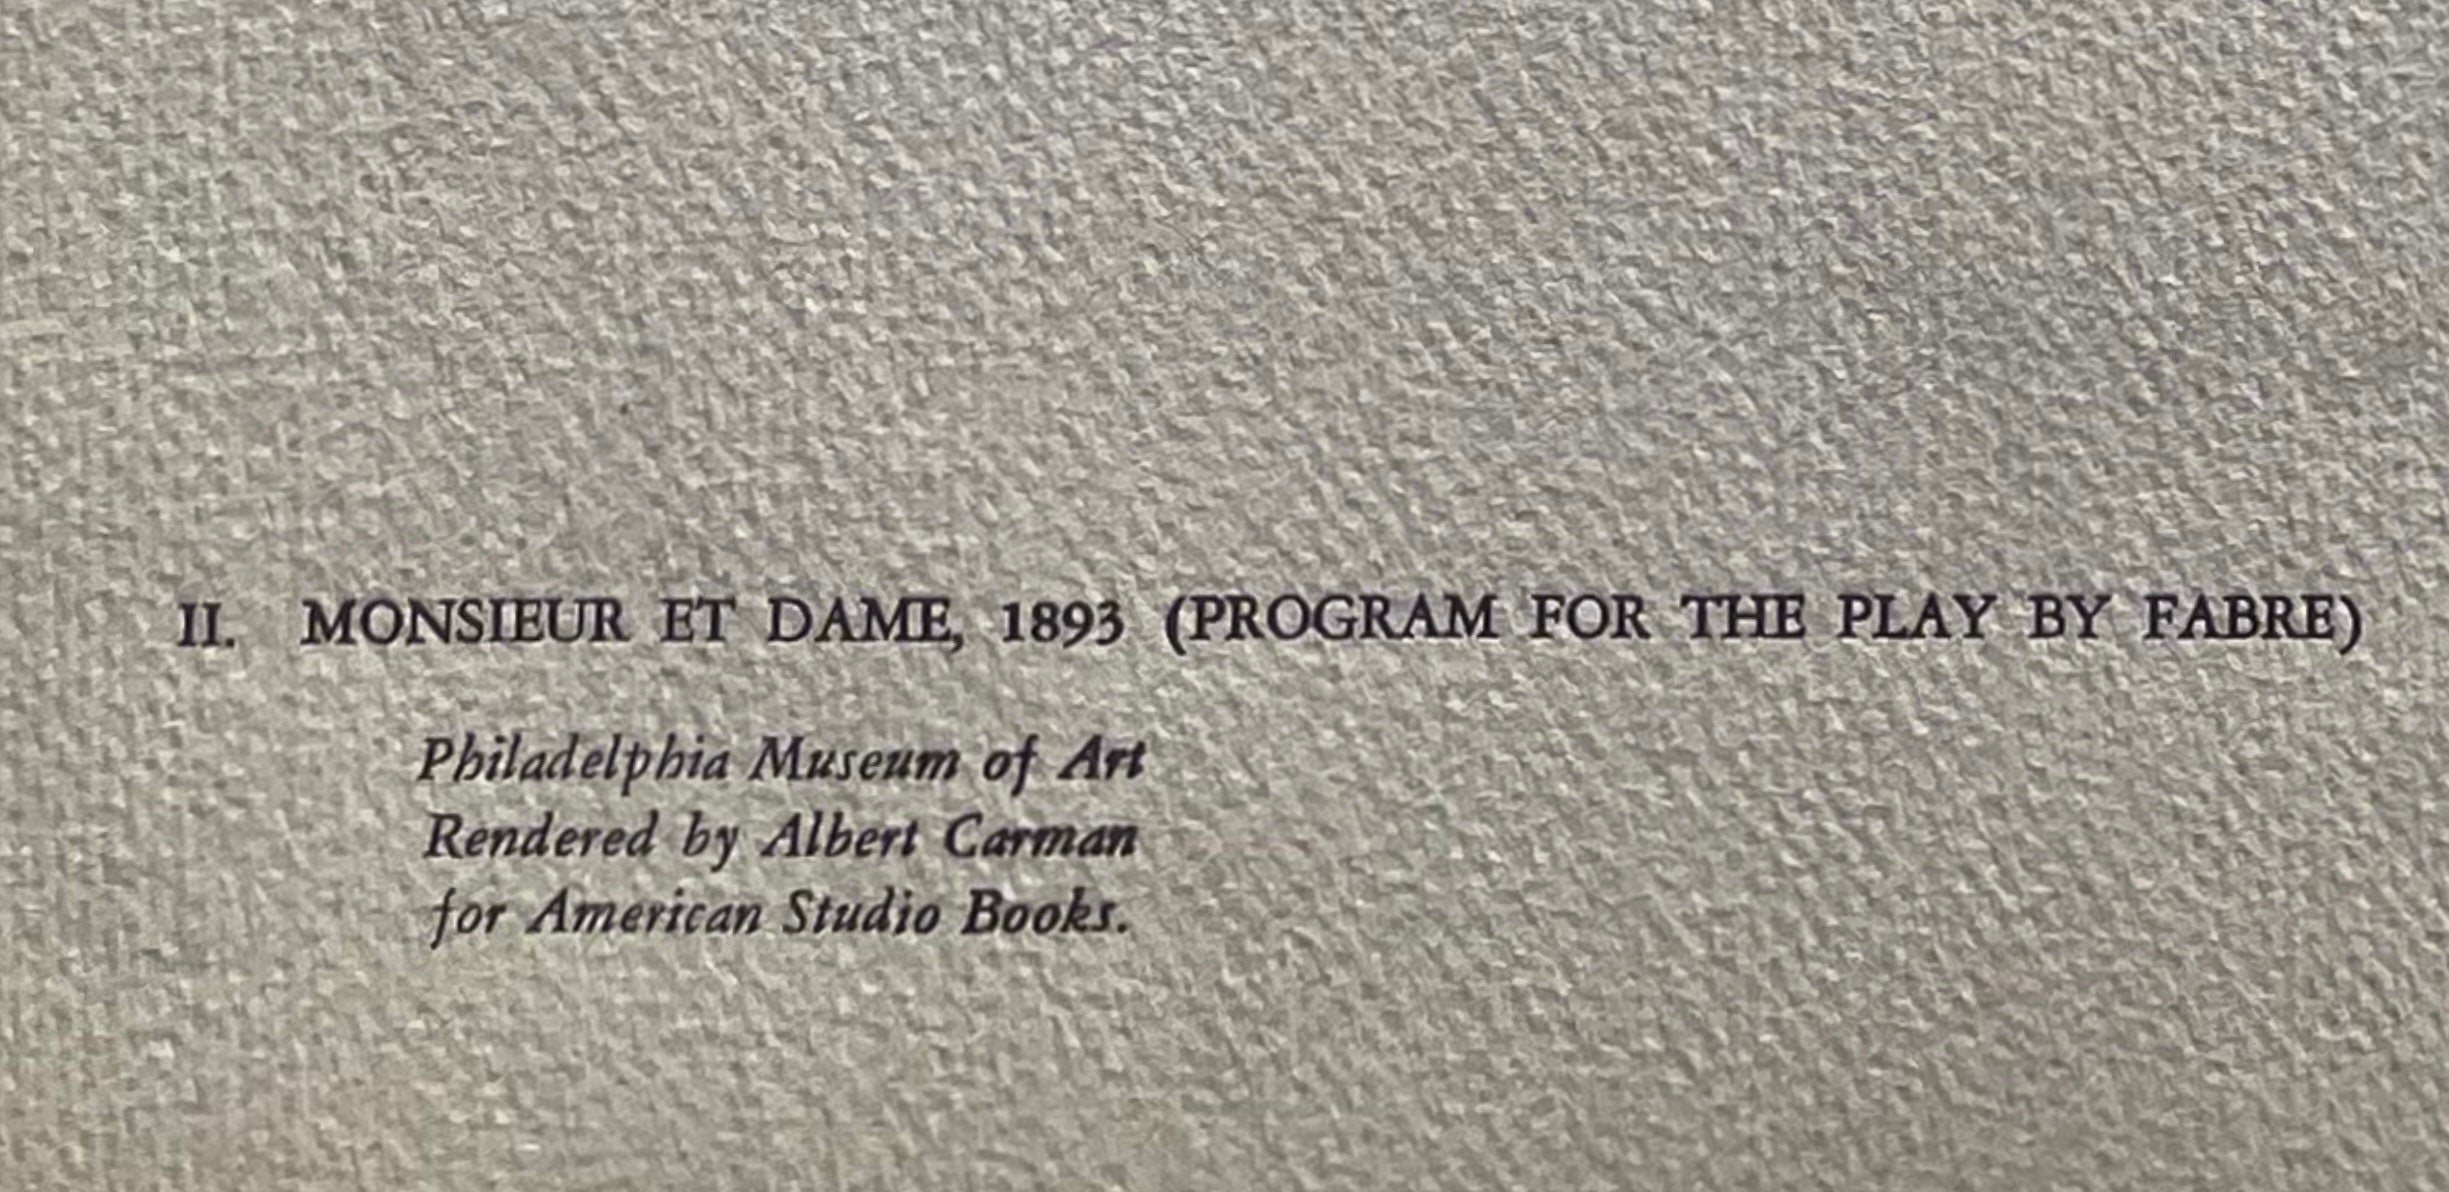 II. MONSIEUR ET DAME, 1893 (PROGRAM FOR THE PLAY BY FABRE)
Philadelphia Museum of Art
Rendered by Albert Carman
for American Studio Books.